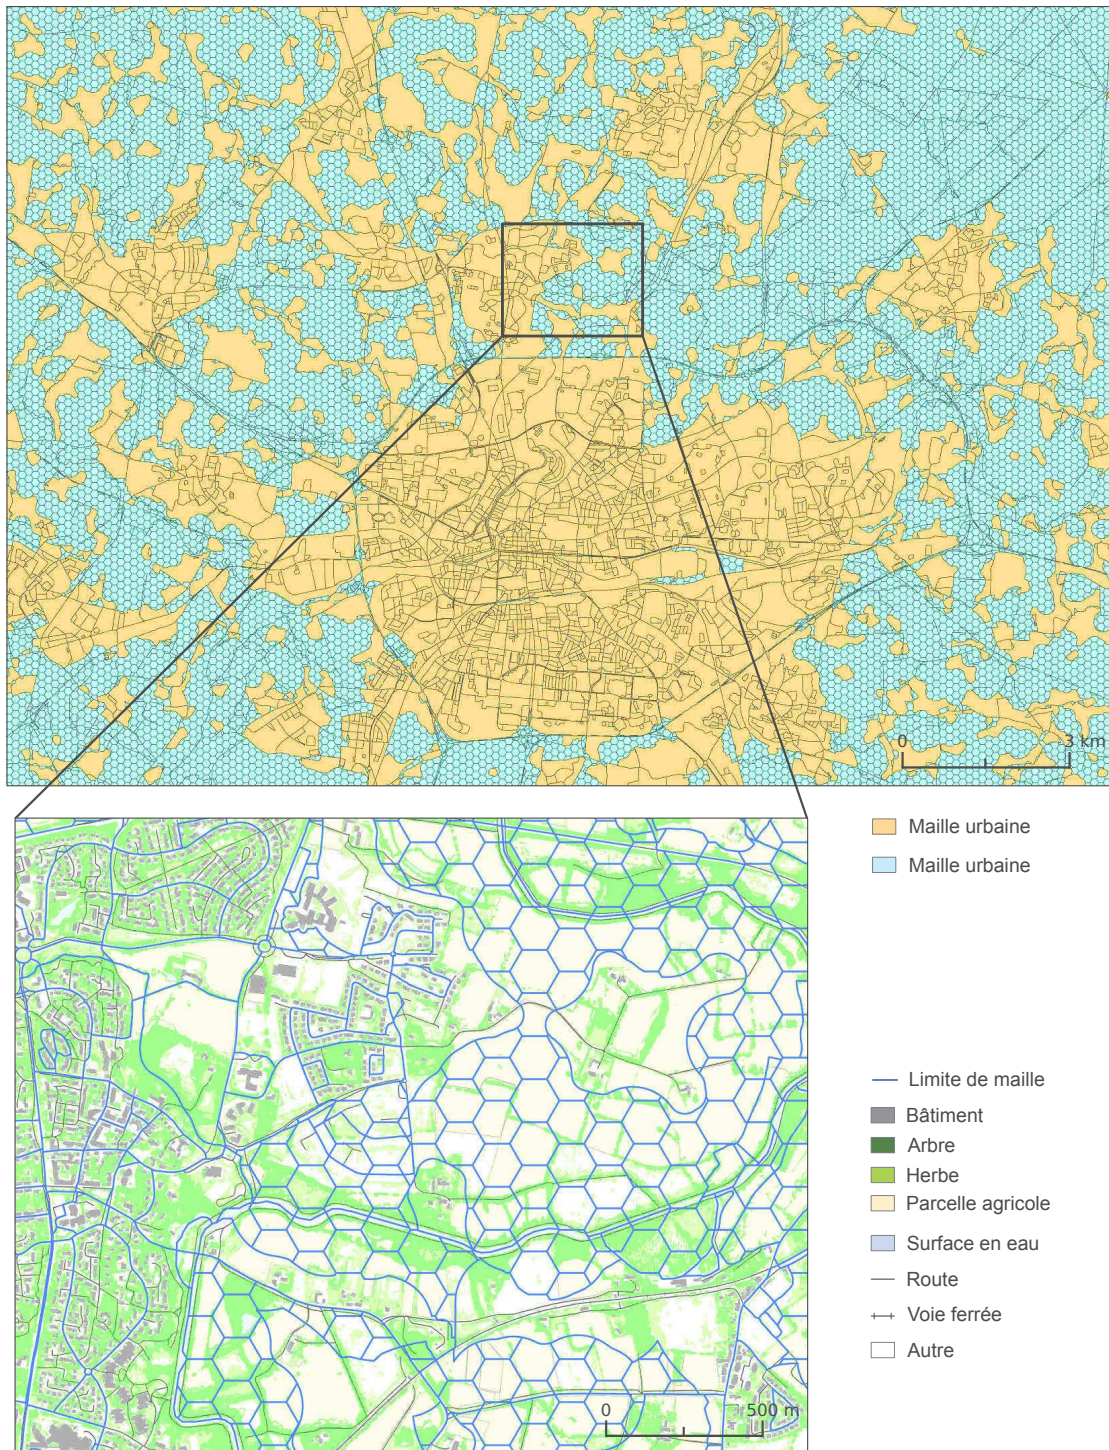 0 3 km
Maille urbaine
Maille urbaine
Limite de maille
Bâtiment
Arbre
Herbe
Parcelle agricole
Surface en eau
Route
Voie ferrée
Autre
0 500 m